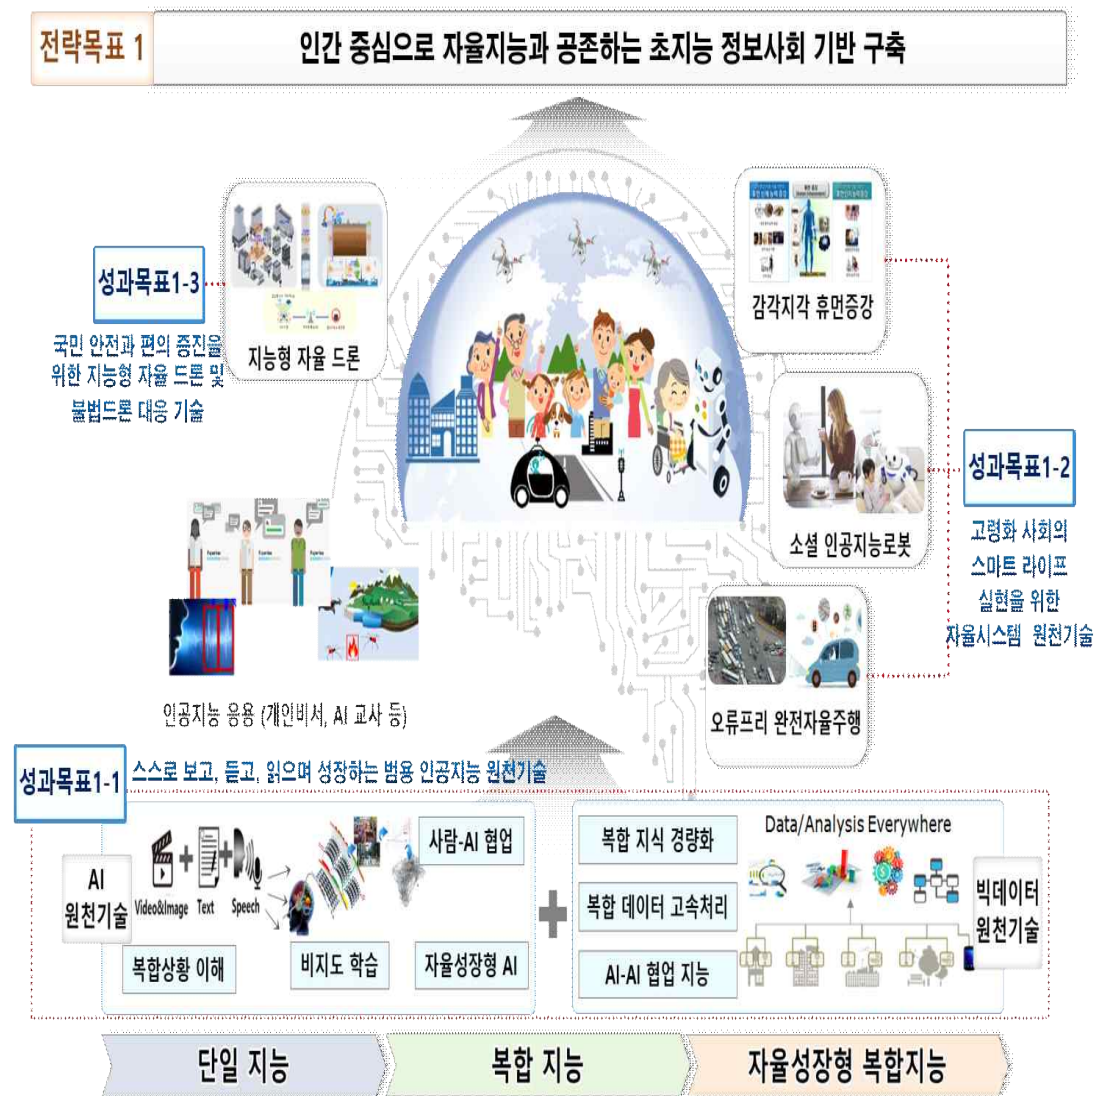 전략목표 1
인간 중심으로 자율지능과 공존하는 초지능 정보사회 기반 구축
성과목표1-3
국민 안전과 편의 증진을
위한 지능형 자율 드론 및
불법드론 대응 기술
지능형 자율 드론
감각지각 휴먼증강
소셜 인공지능로봇
성과목표1-2
고령화 사회의
스마트 라이프
실현을 위한
자율시스템 원천기술
오류프리 완전자율주행
인공지능 응용 (개인비서, AI 교사 등)
성과목표1-1
스스로 보고, 듣고, 읽으며 성장하는 범용 인공지능 원천기술
AI
원천기술
Video&Image
Text
Speech
사람-AI 협업
복합상황 이해
비지도 학습
자율성장형 AI
복합 지식 경량화
복합 데이터 고속처리
AI-AI 협업 지능
Data/Analysis Everywhere
빅데이터
원천기술
단일 지능
복합 지능
자율성장형 복합지능